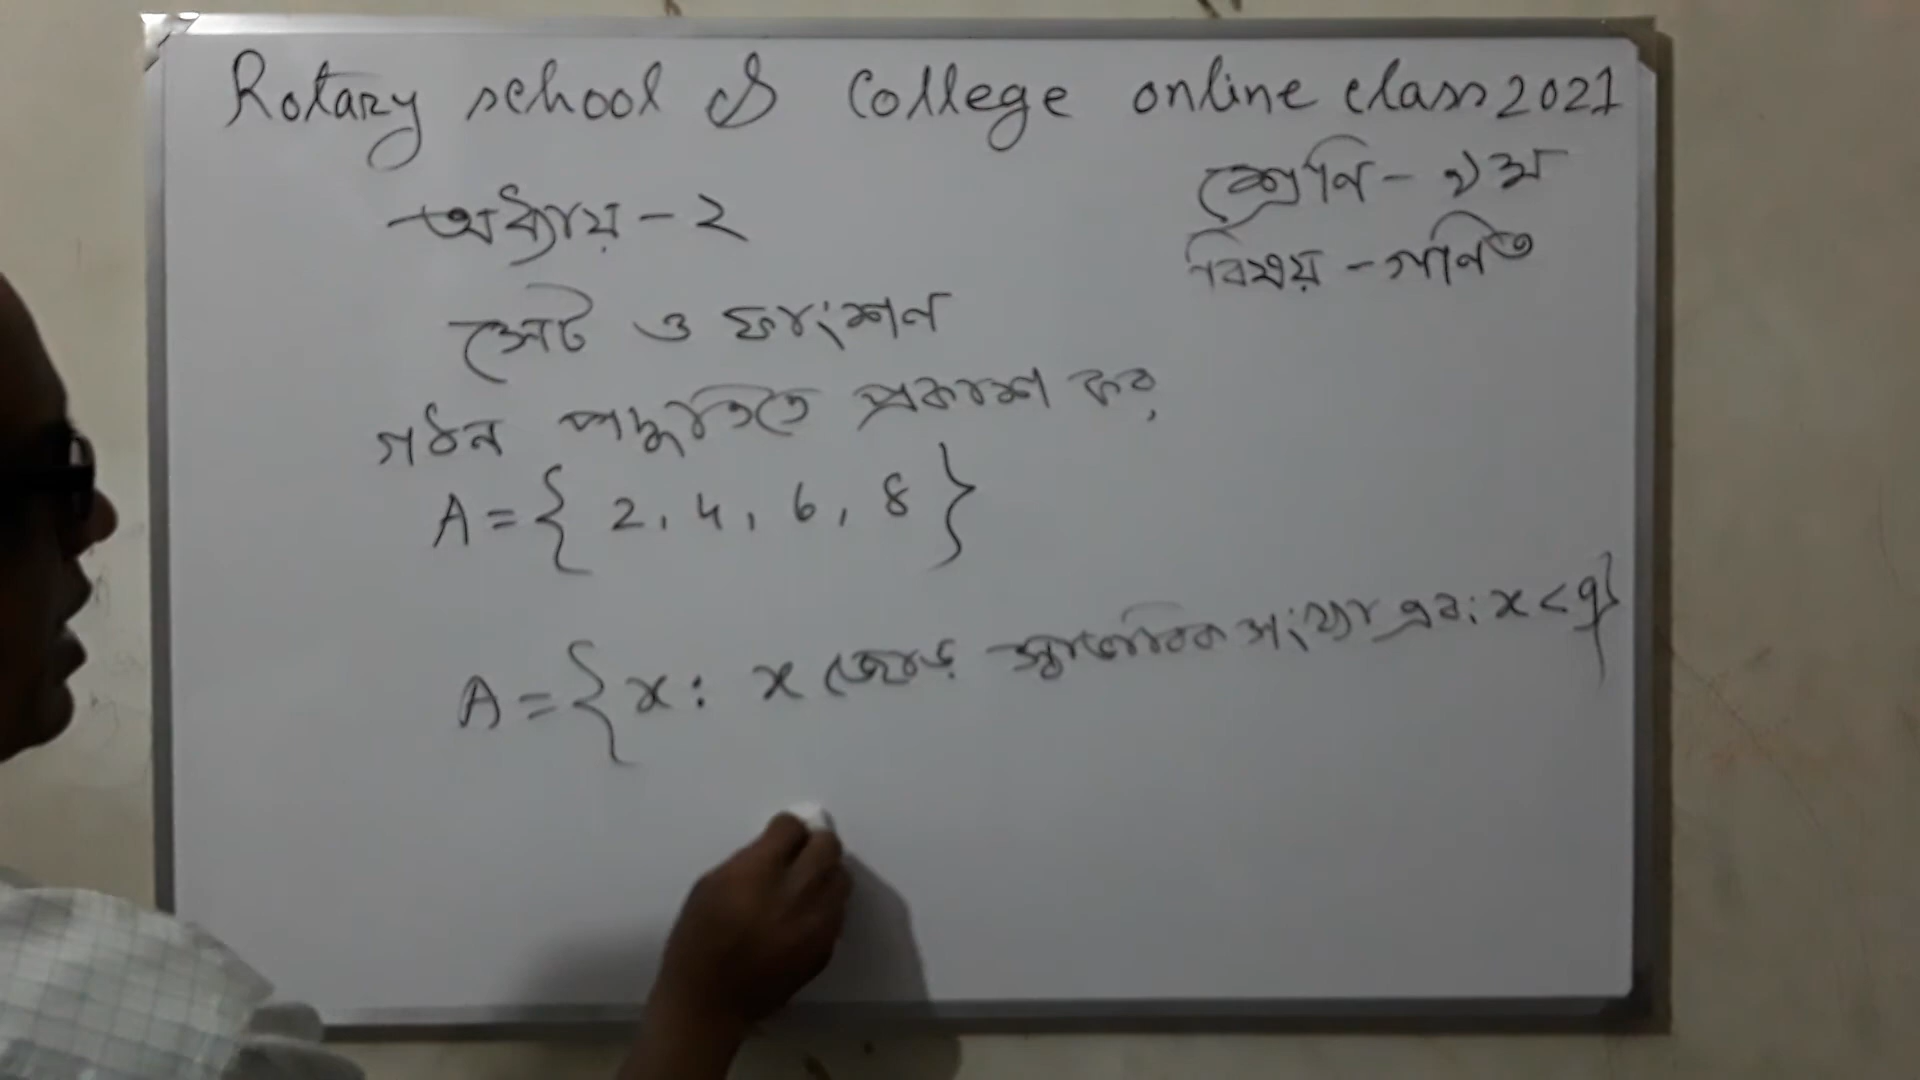 Rotary school & College online class 2021
শ্রেণি - ৯ম
অধ্যায় - ২
বিষয় - গণিত
সেট ও ফাংশন
গঠন পদ্ধতিতে প্রকাশ কর,
A = { 2, 4, 6, 8 }
A = { x : x জোড় স্বাভাবিক সংখ্যা এবং x < 9 }